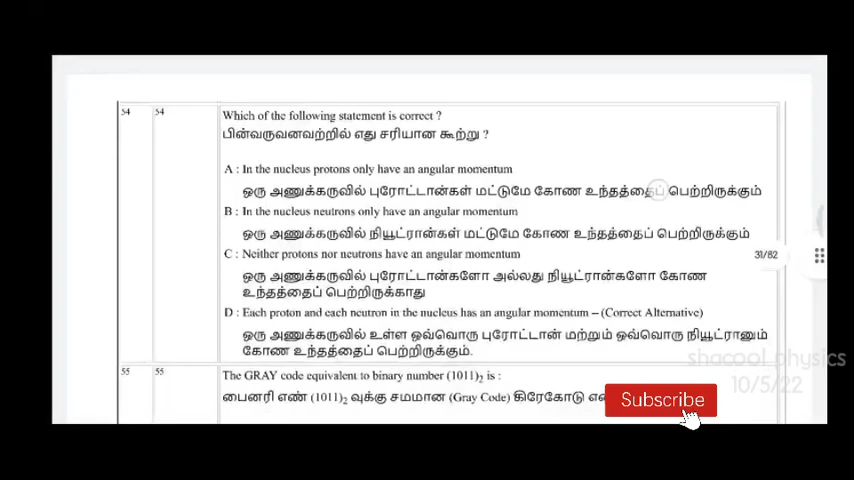 54 54 Which of the following statement is correct ?
பின்வருவனவற்றில் எது சரியான கூற்று ?
A : In the nucleus protons only have an angular momentum
ஒரு அணுக்கருவில் புரோட்டான்கள் மட்டுமே கோண உந்தத்தைப் பெற்றிருக்கும்
B : In the nucleus neutrons only have an angular momentum
ஒரு அணுக்கருவில் நியூட்ரான்கள் மட்டுமே கோண உந்தத்தைப் பெற்றிருக்கும்
C : Neither protons nor neutrons have an angular momentum
31/82
ஒரு அணுக்கருவில் புரோட்டான்களோ அல்லது நியூட்ரான்களோ கோண
உந்தத்தைப் பெற்றிருக்காது
D : Each proton and each neutron in the nucleus has an angular momentum – (Correct Alternative)
ஒரு அணுக்கருவில் உள்ள ஒவ்வொரு புரோட்டான் மற்றும் ஒவ்வொரு நியூட்ரானும்
கோண உந்தத்தைப் பெற்றிருக்கும்.
shacool physics
10/5/22
55 55 The GRAY code equivalent to binary number (1011)₂ is :
பைனரி எண் (1011)₂ வுக்கு சமமான (Gray Code) கிரேகோடு
Subscribe